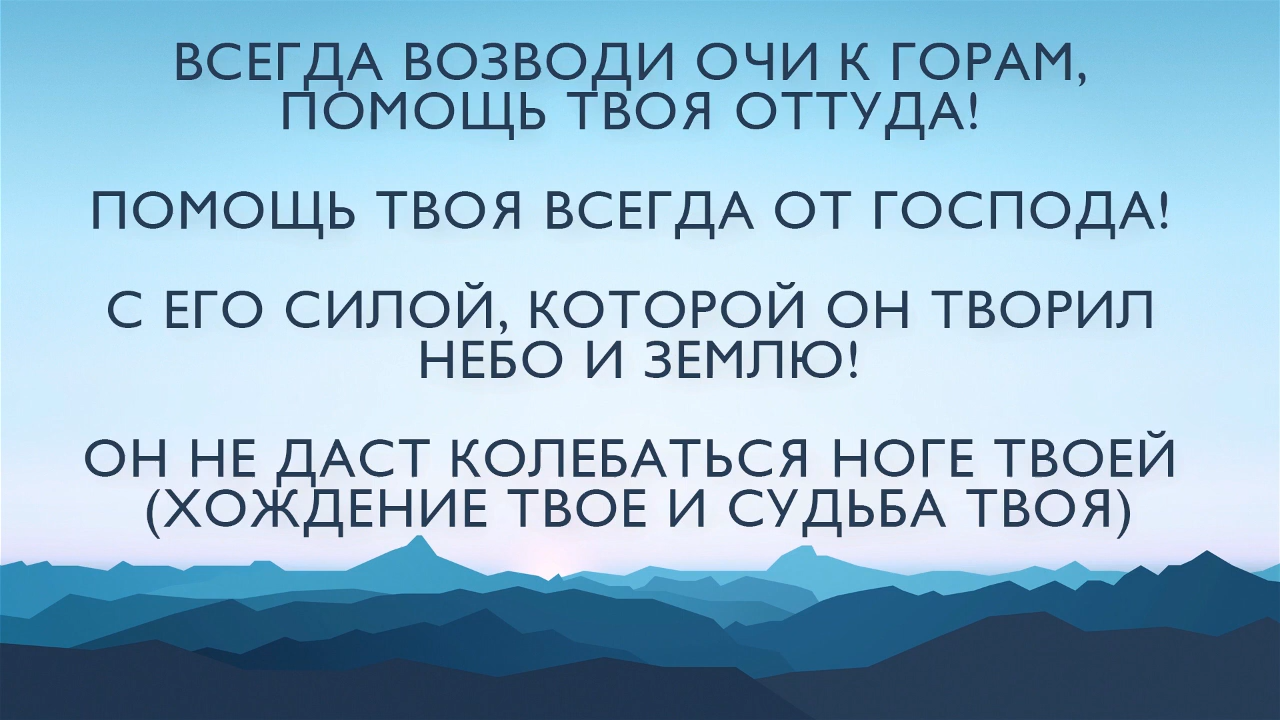 ВСЕГДА ВОЗВОДИ ОЧИ К ГОРАМ,
ПОМОЩЬ ТВОЯ ОТТУДА!
ПОМОЩЬ ТВОЯ ВСЕГДА ОТ ГОСПОДА!
С ЕГО СИЛОЙ, КОТОРОЙ ОН ТВОРИЛ
НЕБО И ЗЕМЛЮ!
ОН НЕ ДАСТ КОЛЕБАТЬСЯ НОГЕ ТВОЕЙ
(ХОЖДЕНИЕ ТВОЕ И СУДЬБА ТВОЯ)